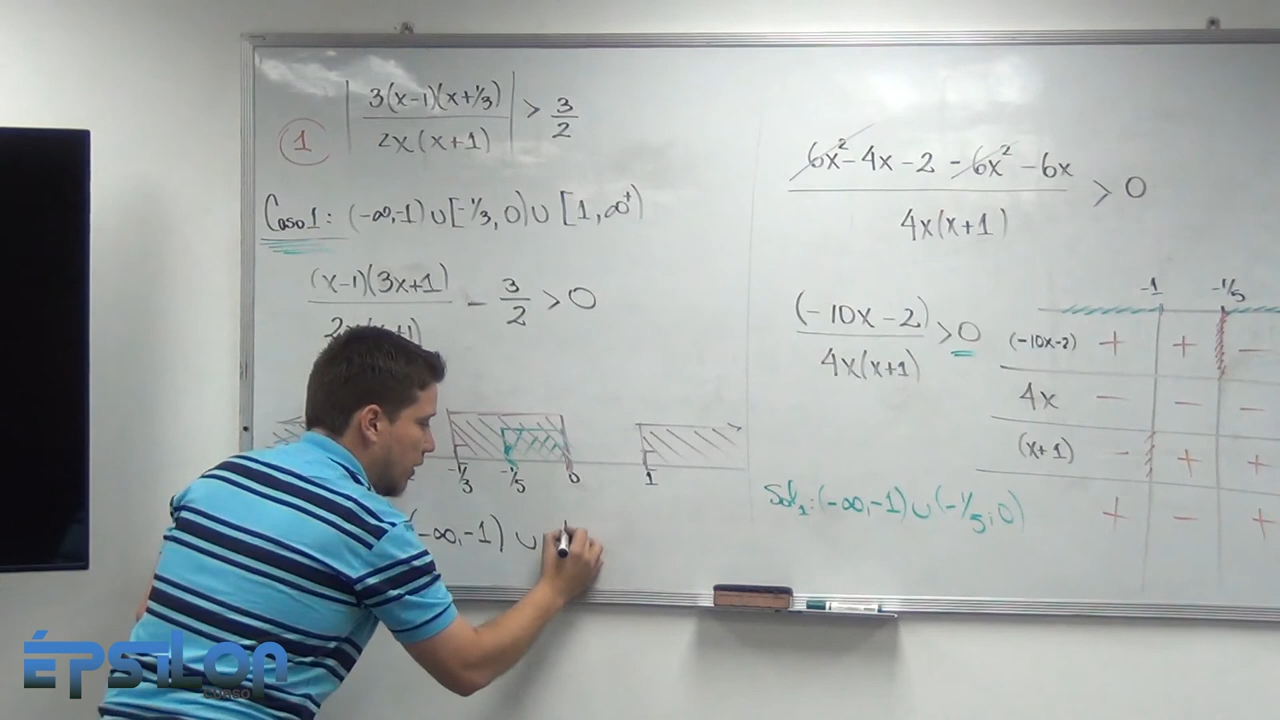 1 | 3(x-1)(x+1/3) / 2x(x+1) | > 3/2
Caso 1: (-∞,-1) ∪ [-1/3, 0) ∪ [1, ∞⁺)
(x-1)(3x+1) / 2x(x+1) - 3/2 > 0
-1/3 -1/5 0 1
(-∞,-1) ∪
6x²-4x-2 -6x² -6x / 4x(x+1) > 0
(-10x-2) / 4x(x+1) > 0
-1 -1/5
(-10x-2) + + -
4x - - -
(x+1) - + +
+ - +
Sol₁: (-∞,-1) ∪ (-1/5; 0)
ÉPSILON
CURSO